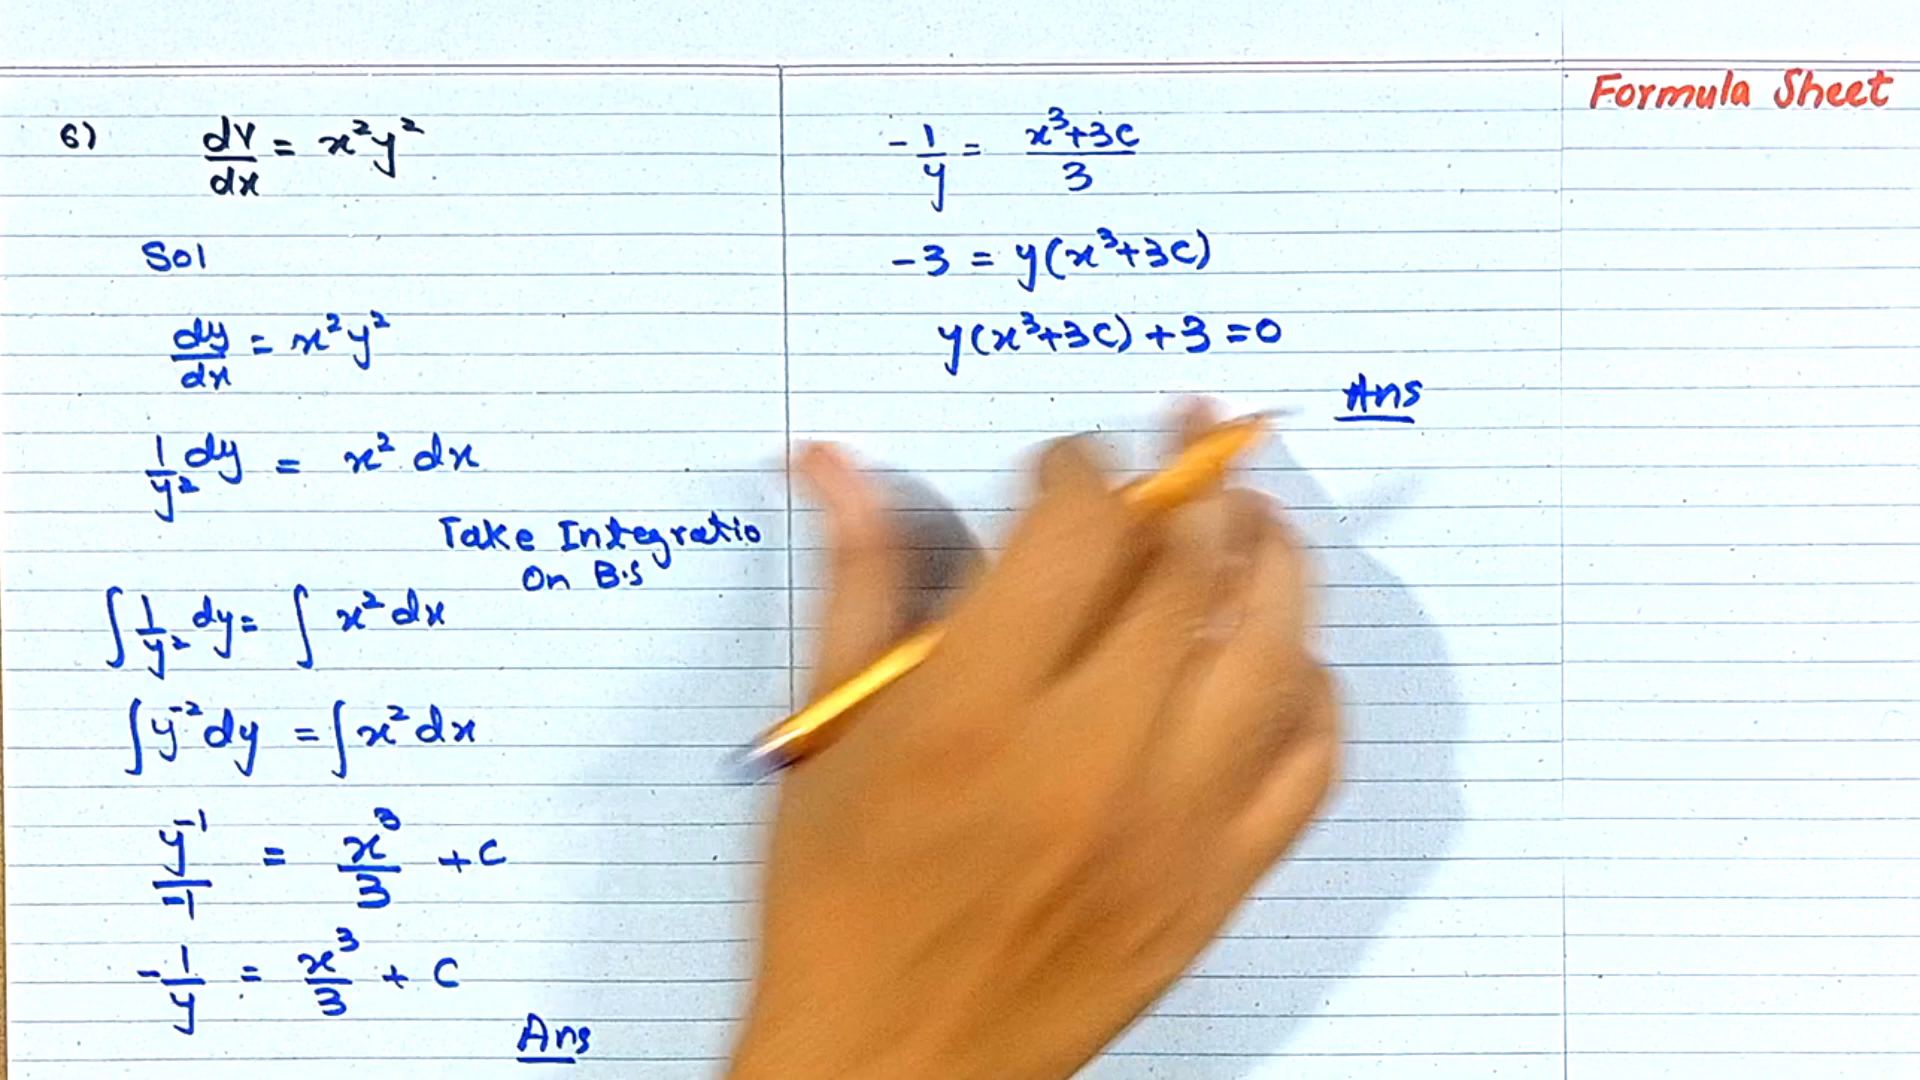 6) dy/dx = x²y²
Sol
dy/dx = x²y²
1/y² dy = x² dx
Take Integratio
On B.S
∫ 1/y² dy = ∫ x² dx
∫ y⁻² dy = ∫ x² dx
y⁻¹/-1 = x³/3 + c
-1/y = x³/3 + C
Ans
-1/y = x³+3C/3
-3 = y(x³+3C)
y(x³+3C) + 3 = 0
Ans
Formula Sheet